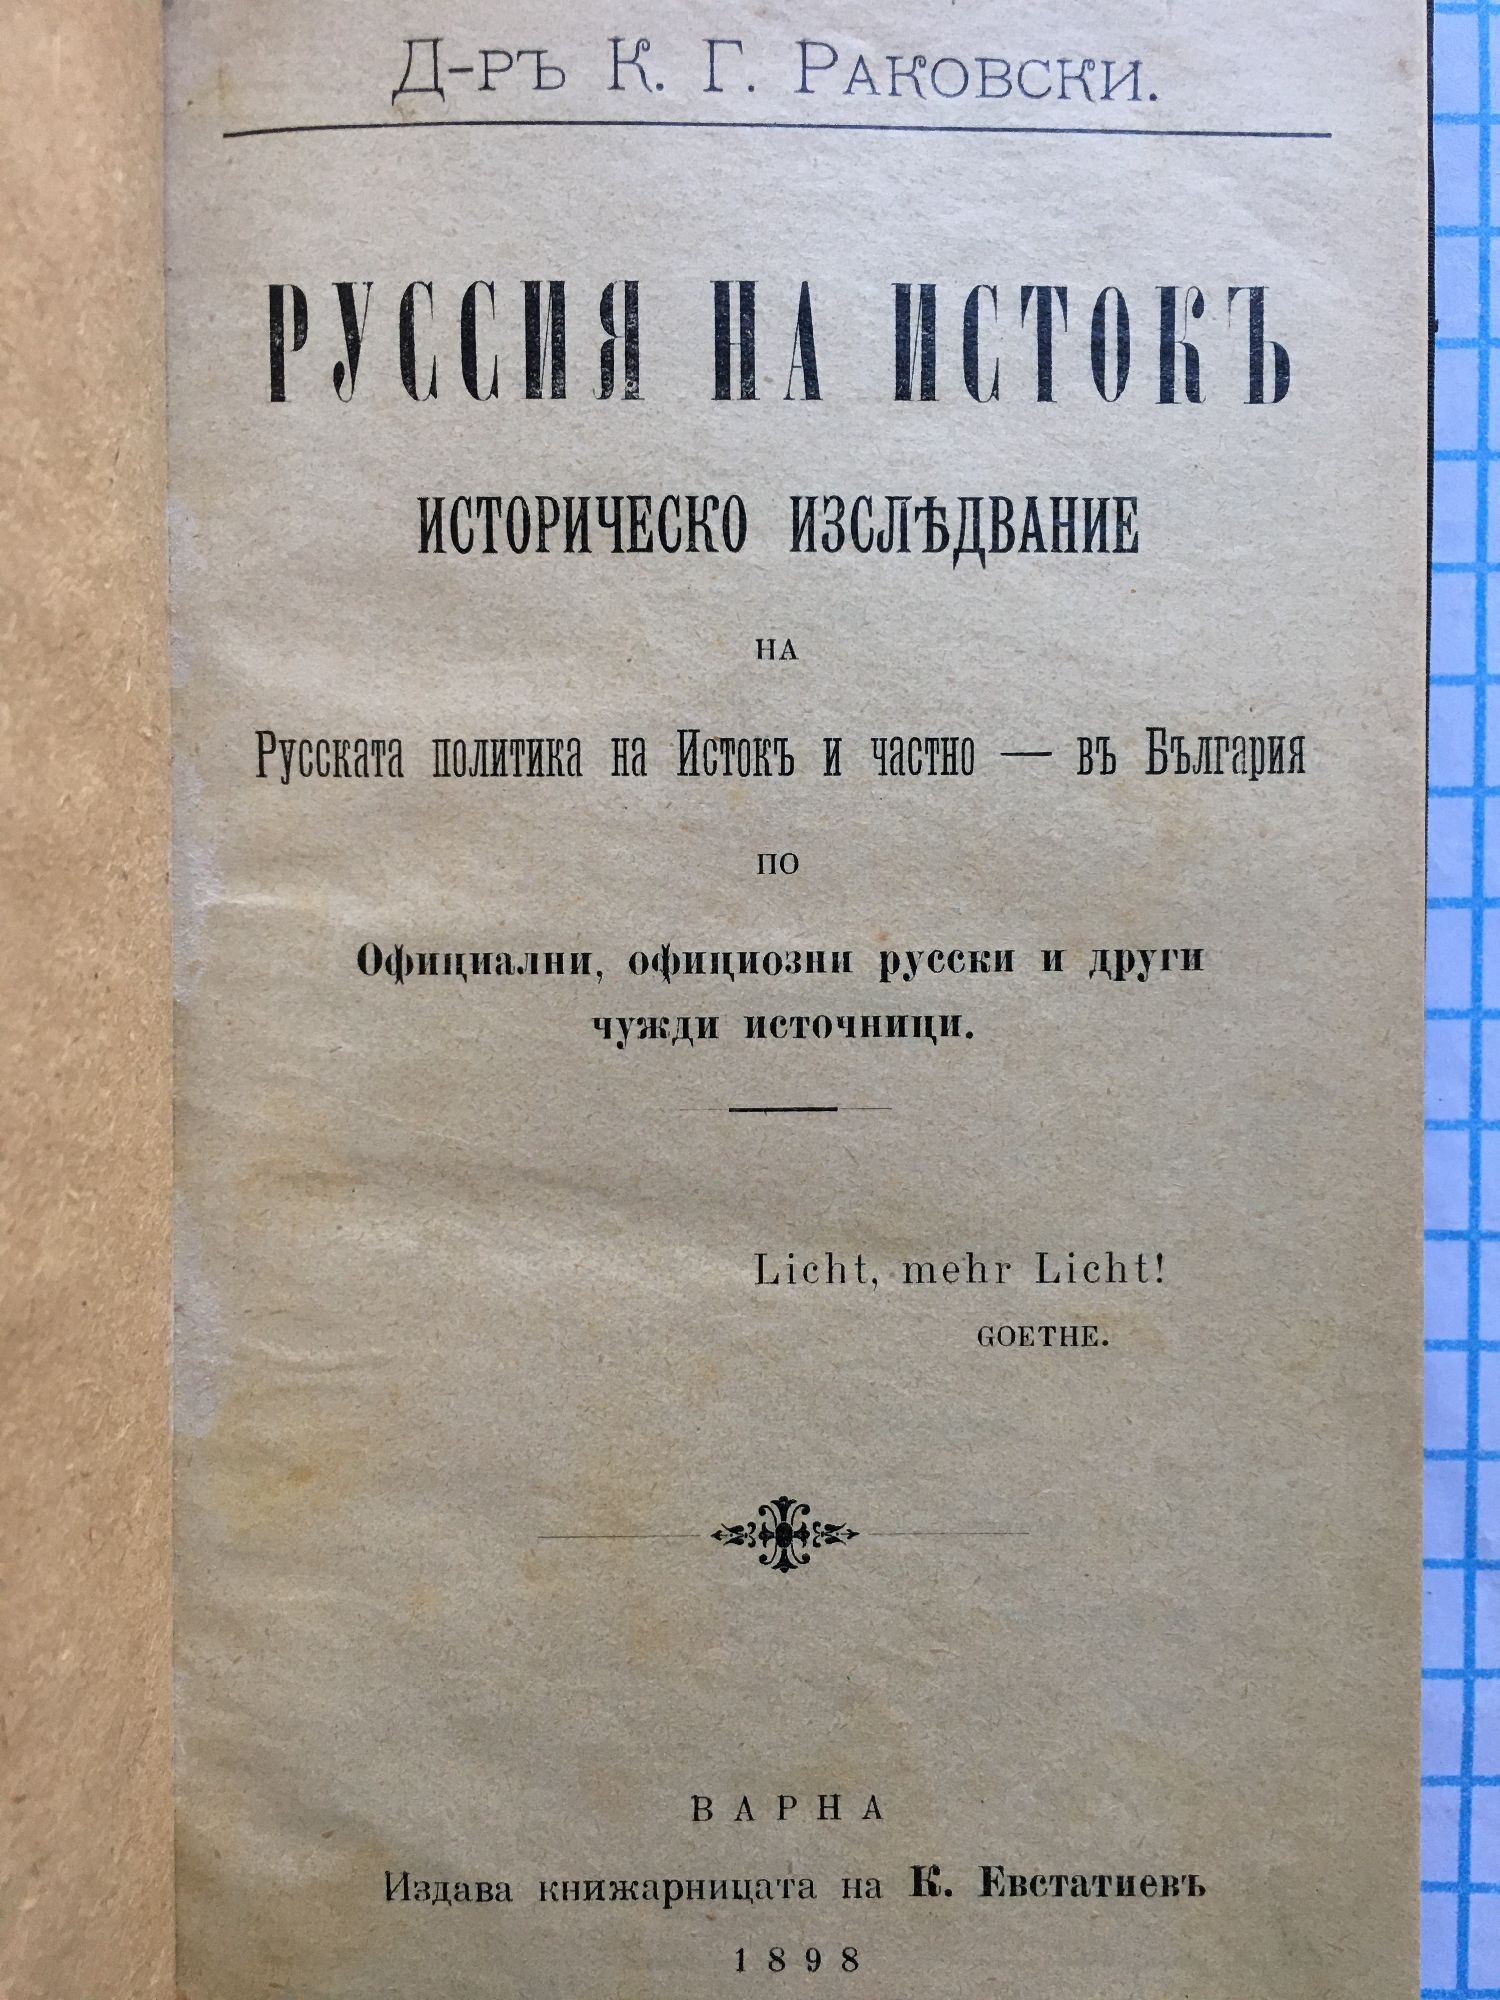 Д-ръ К. Г. Раковски.
РУССИЯ НА ИСТОКЪ
ИСТОРИЧЕСКО ИЗСЛѢДВАНИЕ
НА
Русската политика на Истокъ и частно — въ България
ПО
Официални, официозни русски и други
чужди источници.
Licht, mehr Licht!
GOETHE.
ВАРНА
Издава книжарницата на К. Евстатиевъ
1898